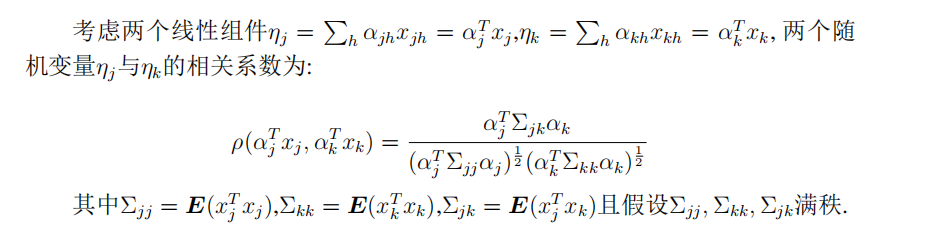 考虑两个线性组件$\eta_j = \sum_h \alpha_{jh} x_{jh} = \alpha_j^T x_j$,$\eta_k = \sum_h \alpha_{kh} x_{kh} = \alpha_k^T x_k$, 两个随
机变量$\eta_j$与$\eta_k$的相关系数为:
$\rho(\alpha_j^T x_j, \alpha_k^T x_k) = \frac{\alpha_j^T \Sigma_{jk} \alpha_k}{(\alpha_j^T \Sigma_{jj} \alpha_j)^{\frac{1}{2}} (\alpha_k^T \Sigma_{kk} \alpha_k)^{\frac{1}{2}}}$
其中$\Sigma_{jj} = \boldsymbol{E}(x_j^T x_j)$,$\Sigma_{kk} = \boldsymbol{E}(x_k^T x_k)$,$\Sigma_{jk} = \boldsymbol{E}(x_j^T x_k)$且假设$\Sigma_{jj}, \Sigma_{kk}, \Sigma_{jk}$满秩.